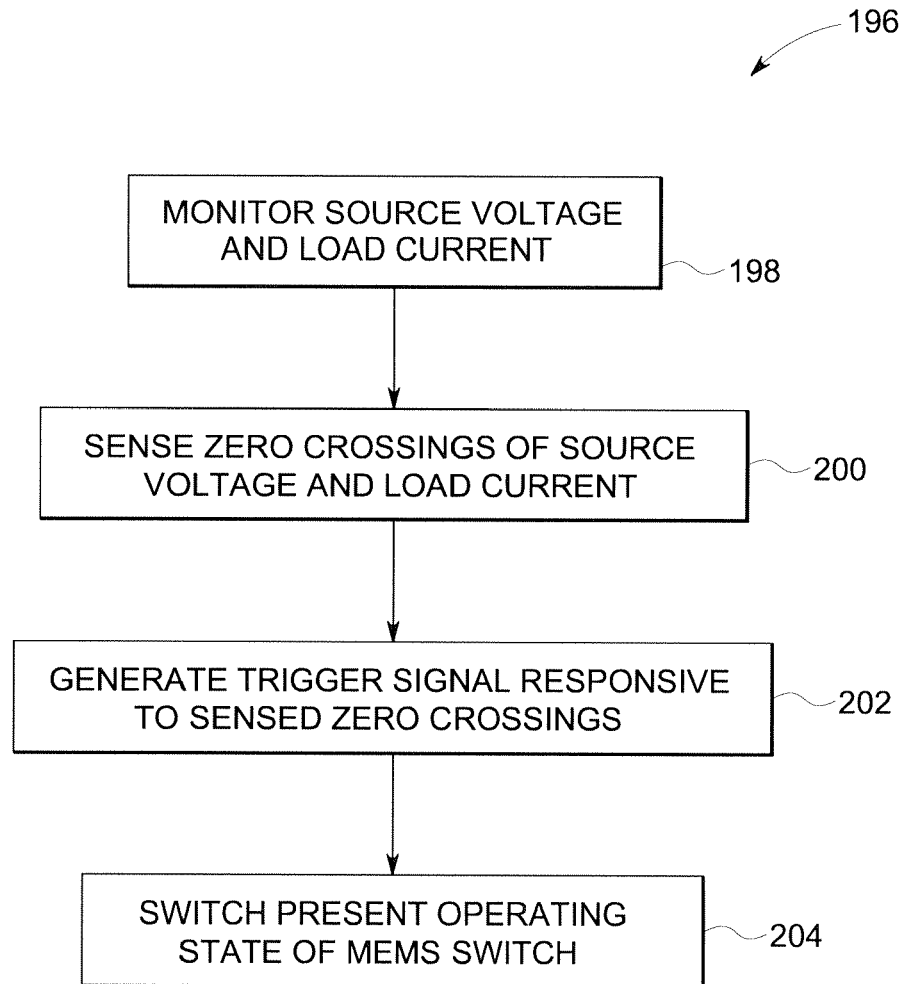 196
MONITOR SOURCE VOLTAGE
AND LOAD CURRENT
198
SENSE ZERO CROSSINGS OF SOURCE
VOLTAGE AND LOAD CURRENT
200
GENERATE TRIGGER SIGNAL RESPONSIVE
TO SENSED ZERO CROSSINGS
202
SWITCH PRESENT OPERATING
STATE OF MEMS SWITCH
204